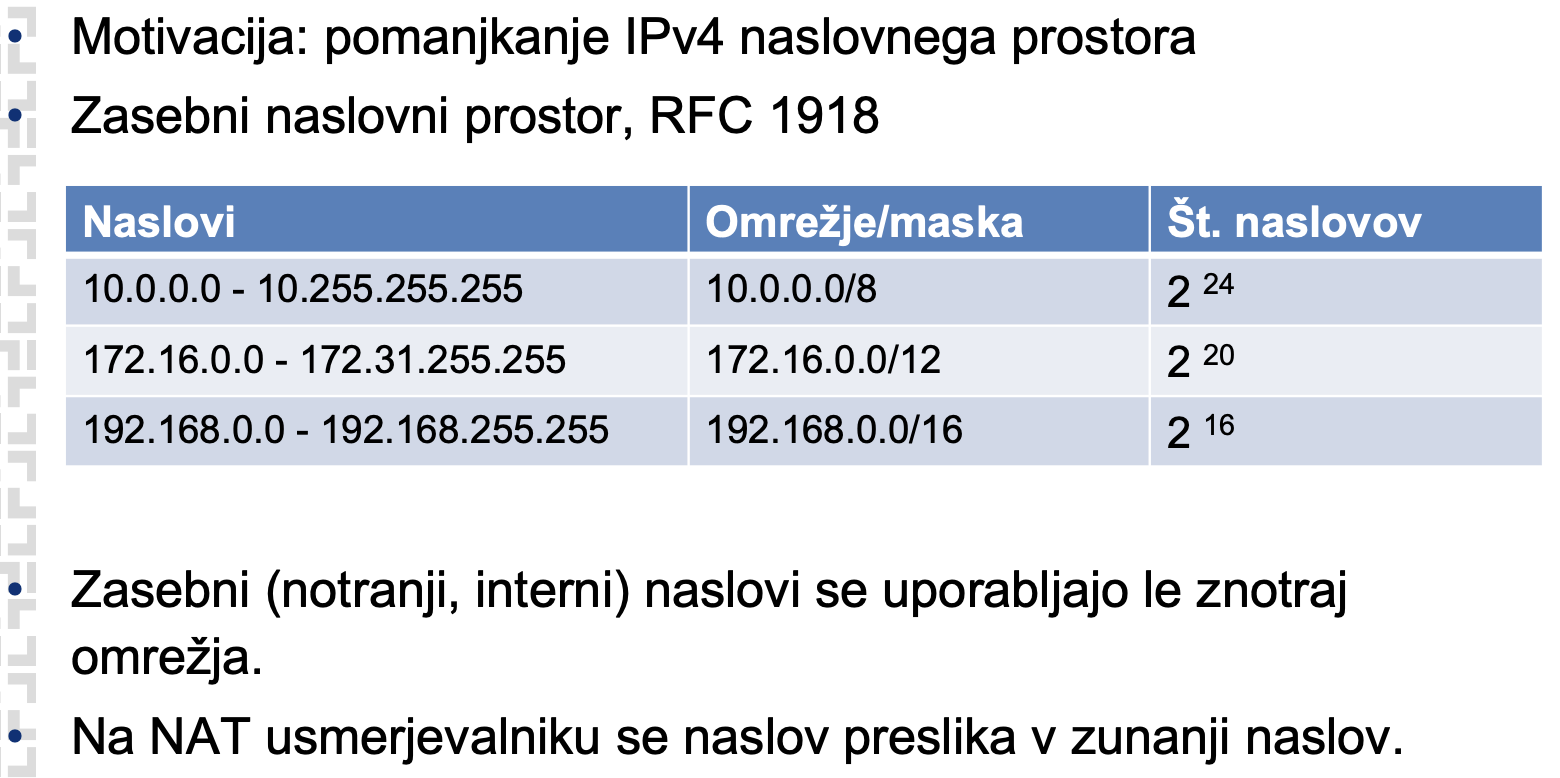 • Motivacija: pomanjkanje IPv4 naslovnega prostora
• Zasebni naslovni prostor, RFC 1918
Naslovi Omrežje/maska Št. naslovov
10.0.0.0 - 10.255.255.255 10.0.0.0/8 2 24
172.16.0.0 - 172.31.255.255 172.16.0.0/12 2 20
192.168.0.0 - 192.168.255.255 192.168.0.0/16 2 16
• Zasebni (notranji, interni) naslovi se uporabljajo le znotraj
omrežja.
• Na NAT usmerjevalniku se naslov preslika v zunanji naslov.